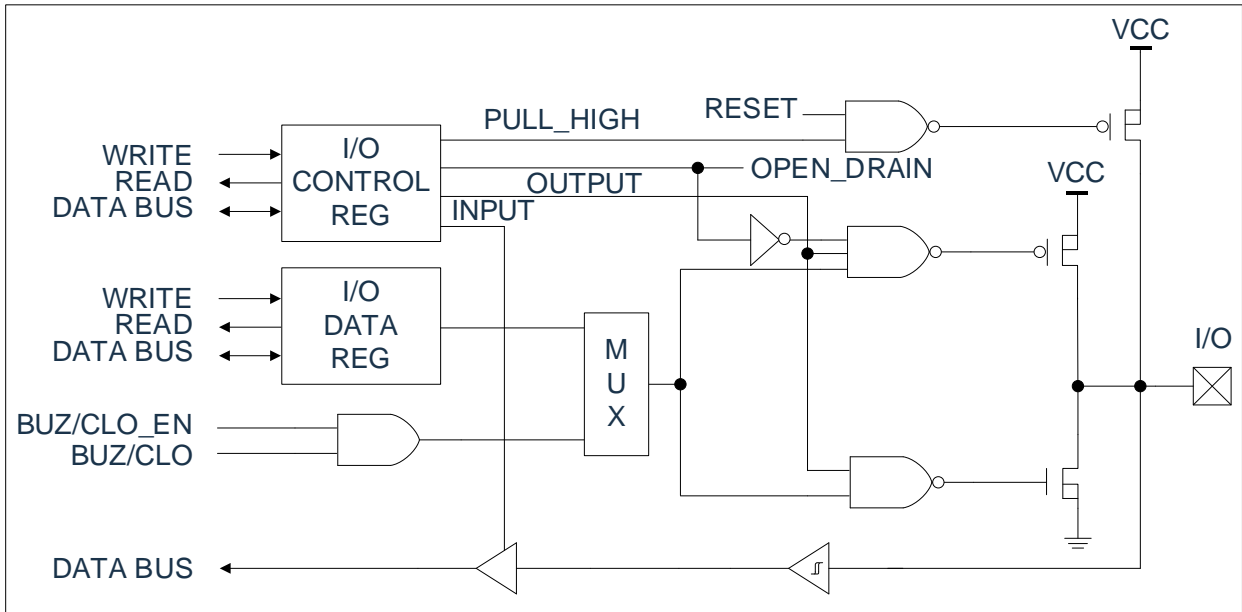 VCC
PULL_HIGH
RESET
WRITE
READ
DATA BUS
I/O
CONTROL
REG
OPEN_DRAIN
OUTPUT
INPUT
VCC
WRITE
READ
DATA BUS
I/O
DATA
REG
M
U
X
I/O
BUZ/CLO_EN
BUZ/CLO
DATA BUS